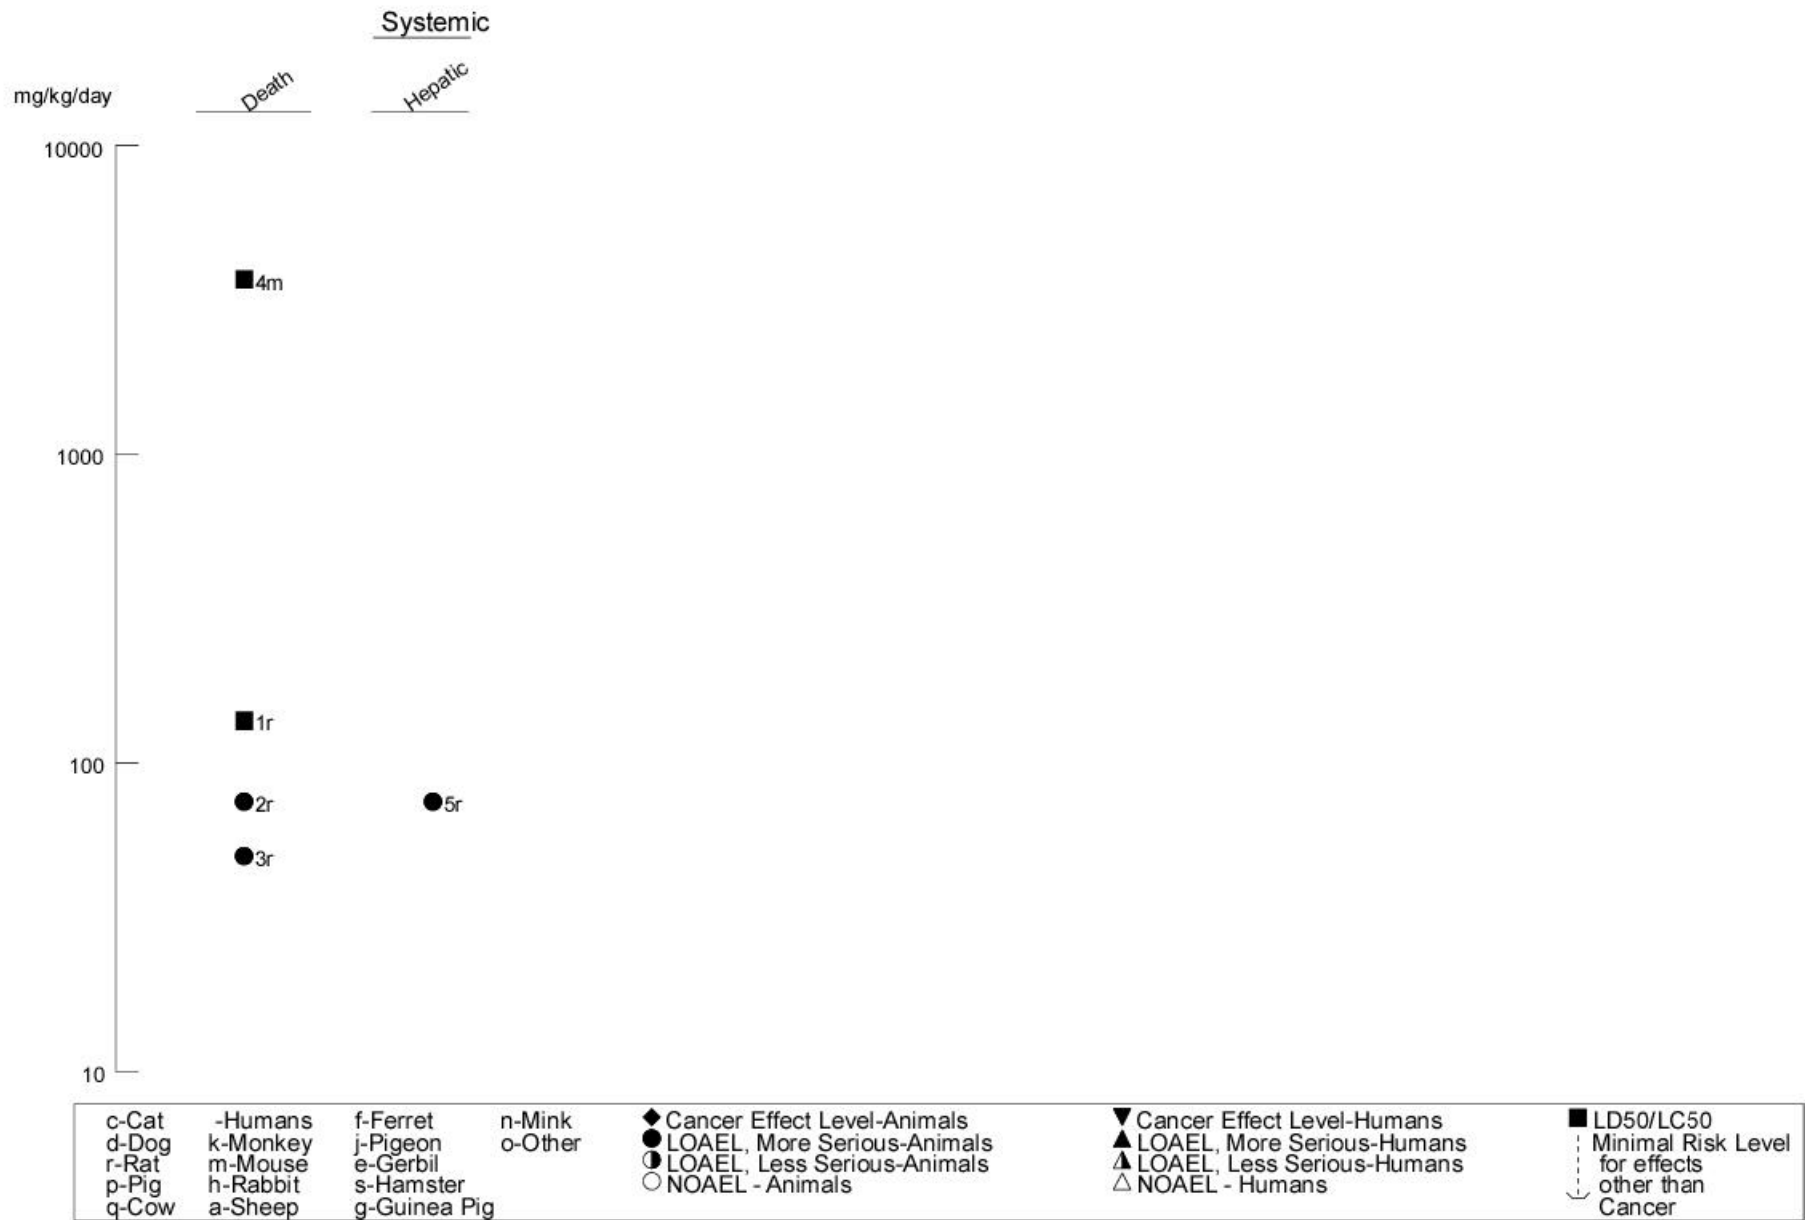 Systemic
mg/kg/day
Death
Hepatic
10000
4m
1000
1r
100
2r
5r
3r
10
c-Cat -Humans f-Ferret n-Mink ◆ Cancer Effect Level-Animals ▼ Cancer Effect Level-Humans ■ LD50/LC50
d-Dog k-Monkey j-Pigeon o-Other ● LOAEL, More Serious-Animals ▲ LOAEL, More Serious-Humans Minimal Risk Level
r-Rat m-Mouse e-Gerbil ◑ LOAEL, Less Serious-Animals LOAEL, Less Serious-Humans for effects
p-Pig h-Rabbit s-Hamster ○ NOAEL - Animals △ NOAEL - Humans other than
q-Cow a-Sheep g-Guinea Pig Cancer